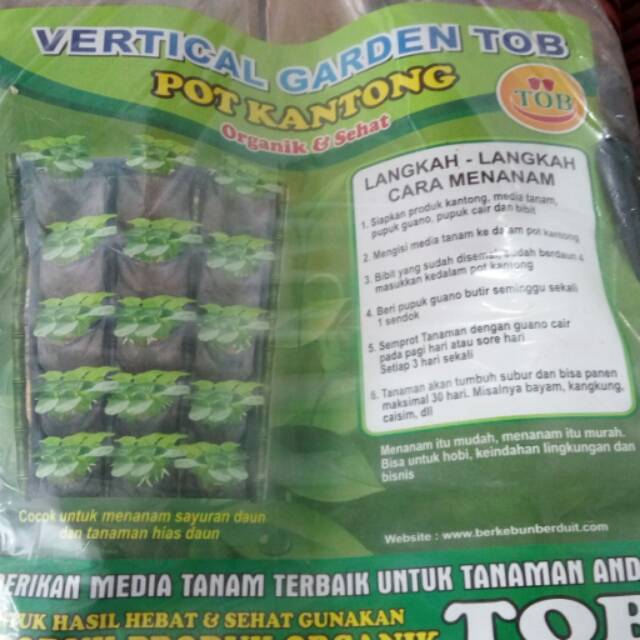 VERTICAL GARDEN TOB
POT KANTONG
Organik & Sehat
TOB
LANGKAH - LANGKAH
CARA MENANAM
1. Siapkan produk kantong, media tanam,
pupuk guano, pupuk cair dan bibit
2. Mengisi media tanam ke dalam pot kantong
3. Bibit yang sudah disemai sudah berdaun 4
masukkan kedalam pot kantong
4. Beri pupuk guano butir seminggu sekali
1 sendok
5. Semprot Tanaman dengan guano cair
pada pagi hari atau sore hari
Setiap 3 hari sekali
6. Tanaman akan tumbuh subur dan bisa panen
maksimal 30 hari. Misalnya bayam, kangkung,
caisim, dll
Menanam itu mudah, menanam itu murah.
Bisa untuk hobi, keindahan lingkungan dan
bisnis
Cocok untuk menanam sayuran daun
dan tanaman hias daun
Website : www.berkebunberduit.com
BERIKAN MEDIA TANAM TERBAIK UNTUK TANAMAN AND
UNTUK HASIL HEBAT & SEHAT GUNAKAN
TOB
PRODUK ORGANIK